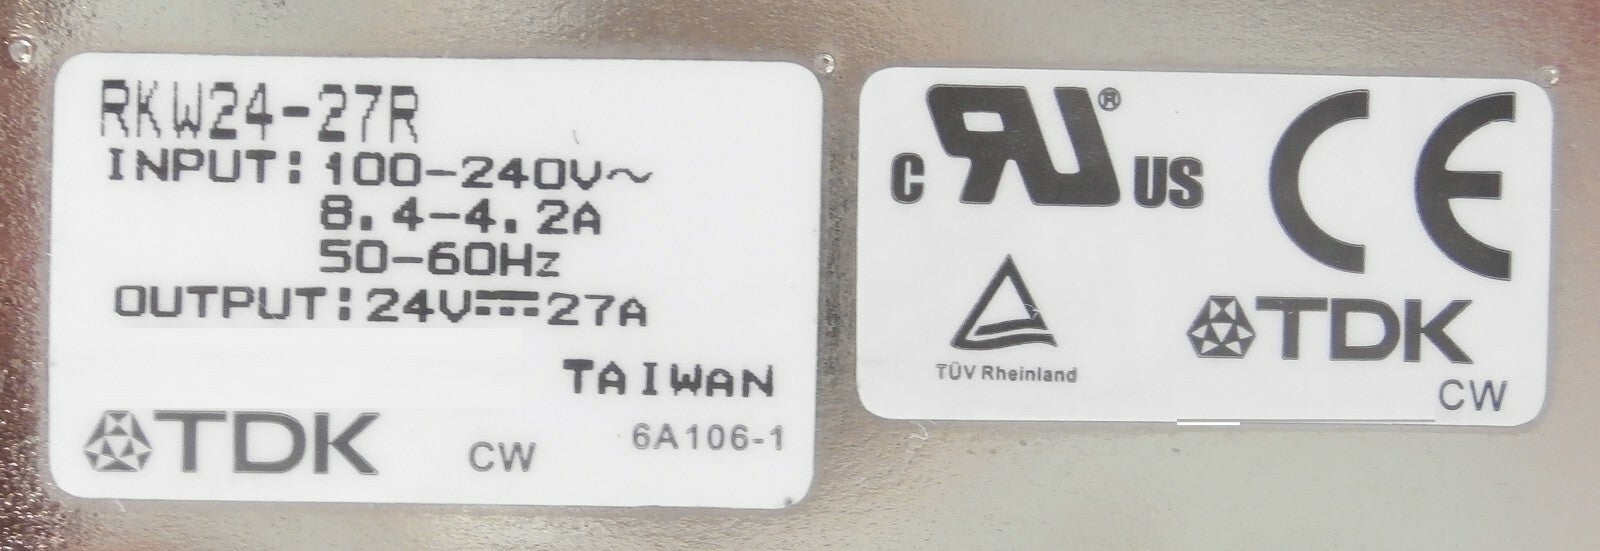 RKW24-27R
INPUT: 100-240V~
8.4-4.2A
50-60Hz
OUTPUT: 24V⎓27A
TAIWAN
TDK
CW
6A106-1
C RU® US
CE
TÜV Rheinland
TDK
CW